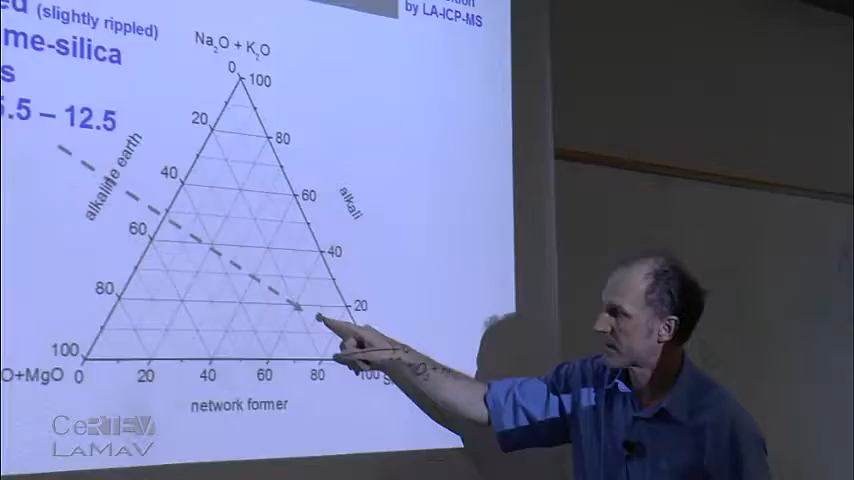 (slightly rippled)
me-silica
s
5.5 – 12.5
by LA-ICP-MS
Na2O + K2O
0 100
20 80
alkaline earth
40 60
alkali
60 40
80 20
100
O+MgO 0 20 40 60 80 100 S
network former
CeRTEV
LAMAV